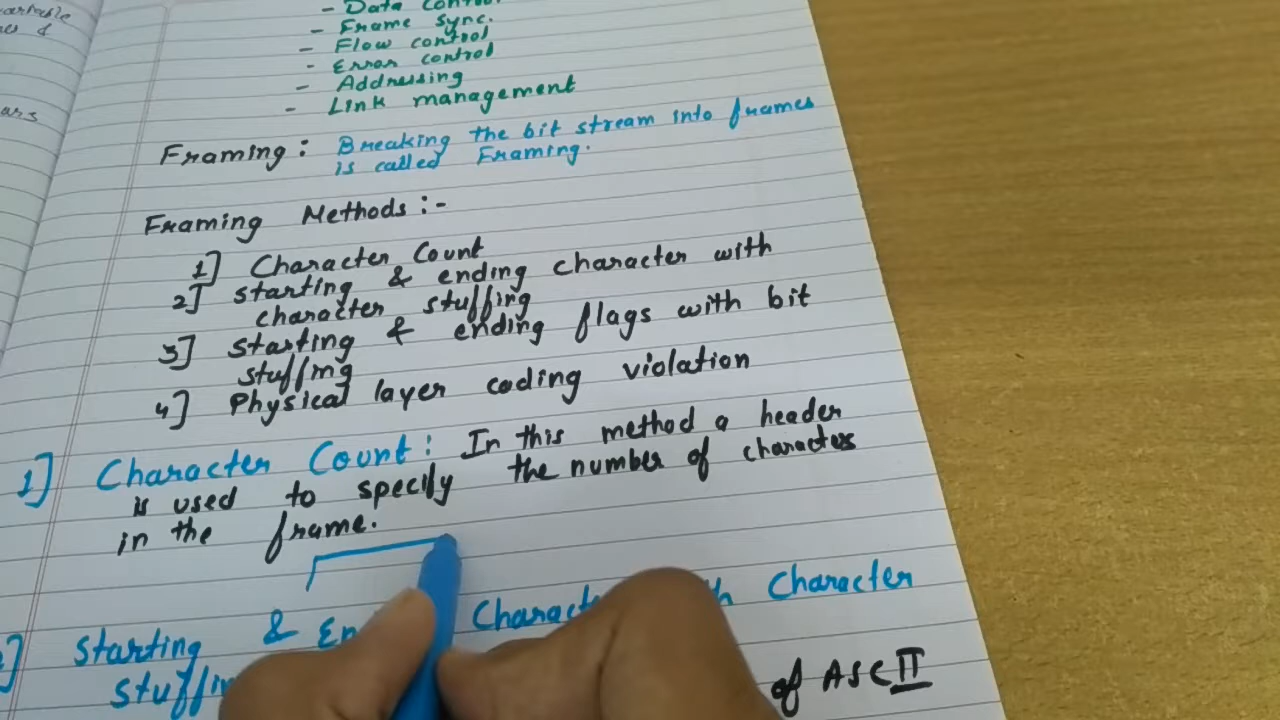 - Data
- Frame sync.
- Flow control
- Error control
- Addressing
- Link management
ars
Framing: Breaking the bit stream into frames
is called Framing.
Framing Methods:-
1] Character Count
2] starting & ending character with
character stuffing
3] starting & ending flags with bit
stuffing
4] Physical layer coding violation
1] Character Count: In this method a header
is used to specify the number of characters
in the frame.
Starting & Character
of ASCII